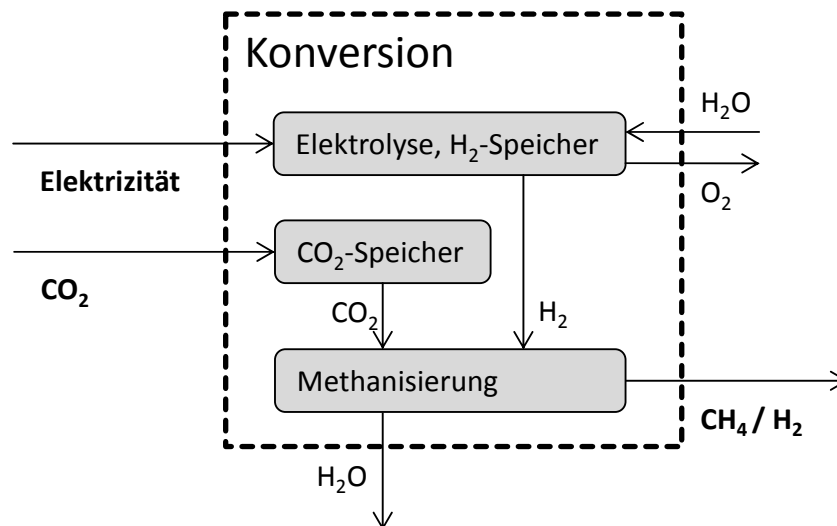 Konversion
H₂O
Elektrolyse, H₂-Speicher
Elektrizität
O₂
CO₂-Speicher
CO₂
CO₂
H₂
Methanisierung
CH₄ / H₂
H₂O